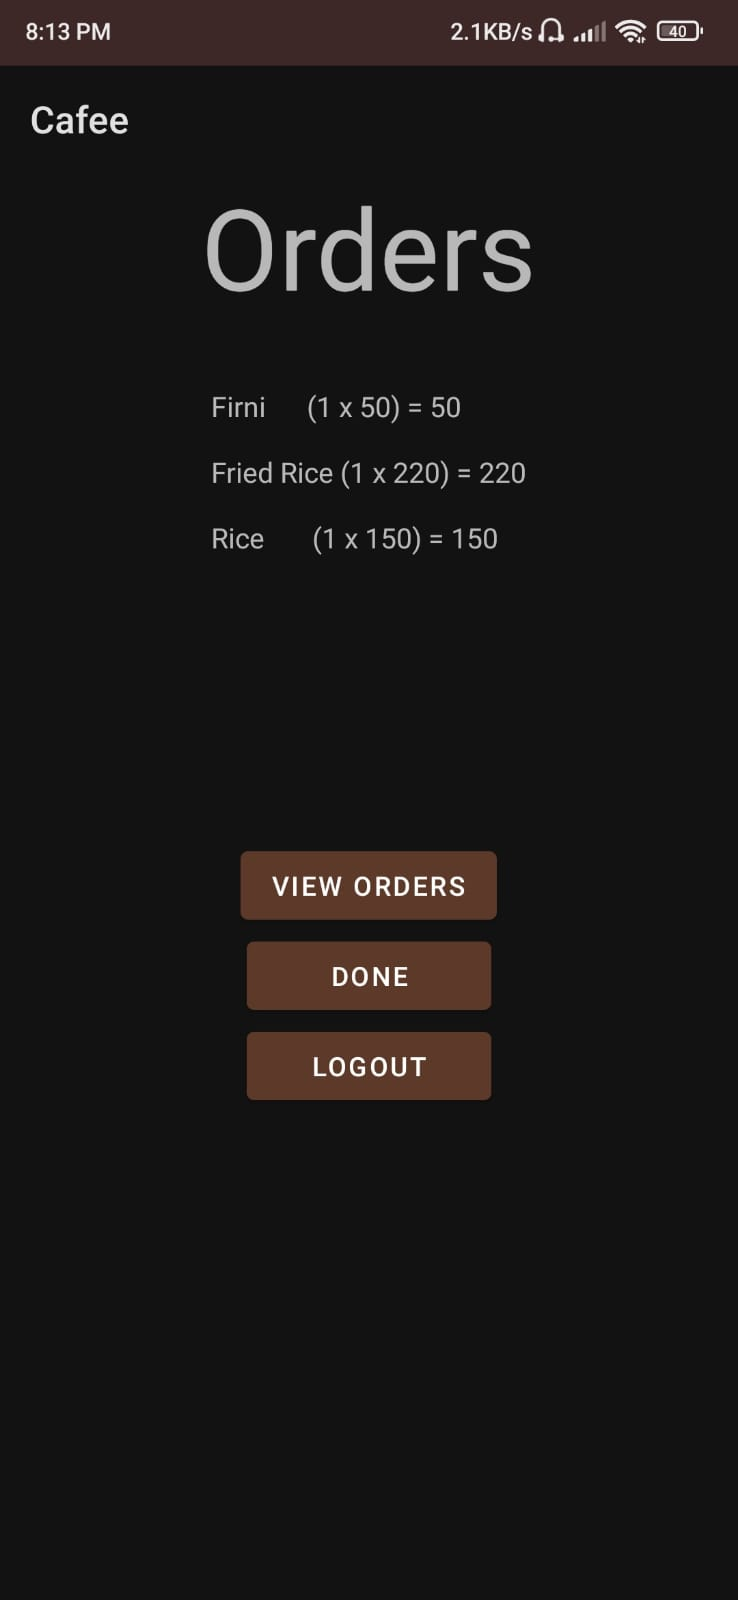 8:13 PM 2.1KB/s 40
Cafee
Orders
Firni (1 x 50) = 50
Fried Rice (1 x 220) = 220
Rice (1 x 150) = 150
VIEW ORDERS
DONE
LOGOUT